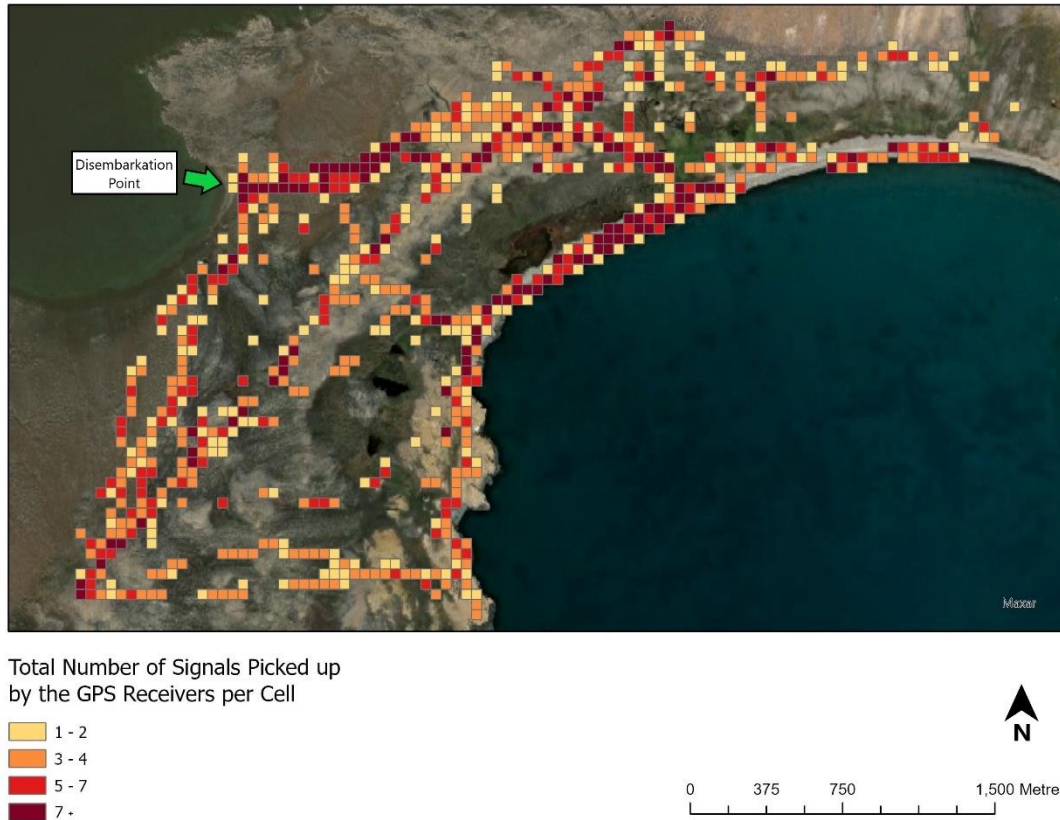 Disembarkation
Point
Maxar
Total Number of Signals Picked up
by the GPS Receivers per Cell
1 - 2
3 - 4
5 - 7
7 +
N
0 375 750 1,500 Metre